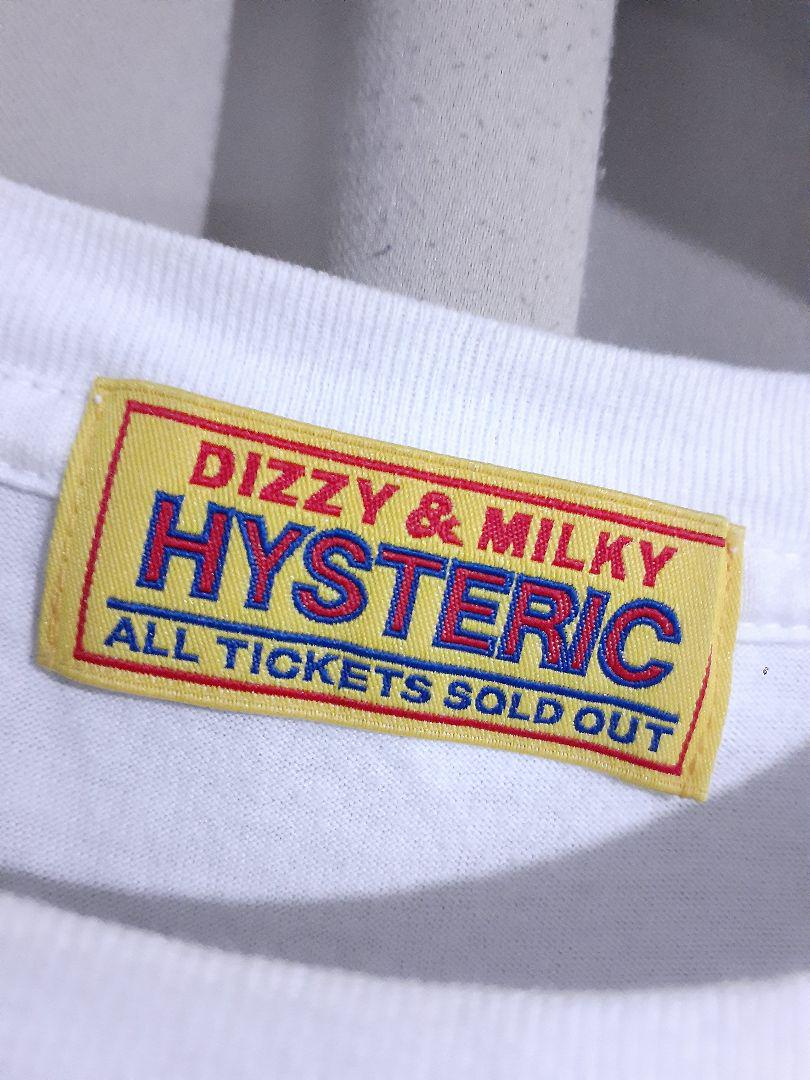 DIZZY & MILKY
HYSTERIC
ALL TICKETS SOLD OUT